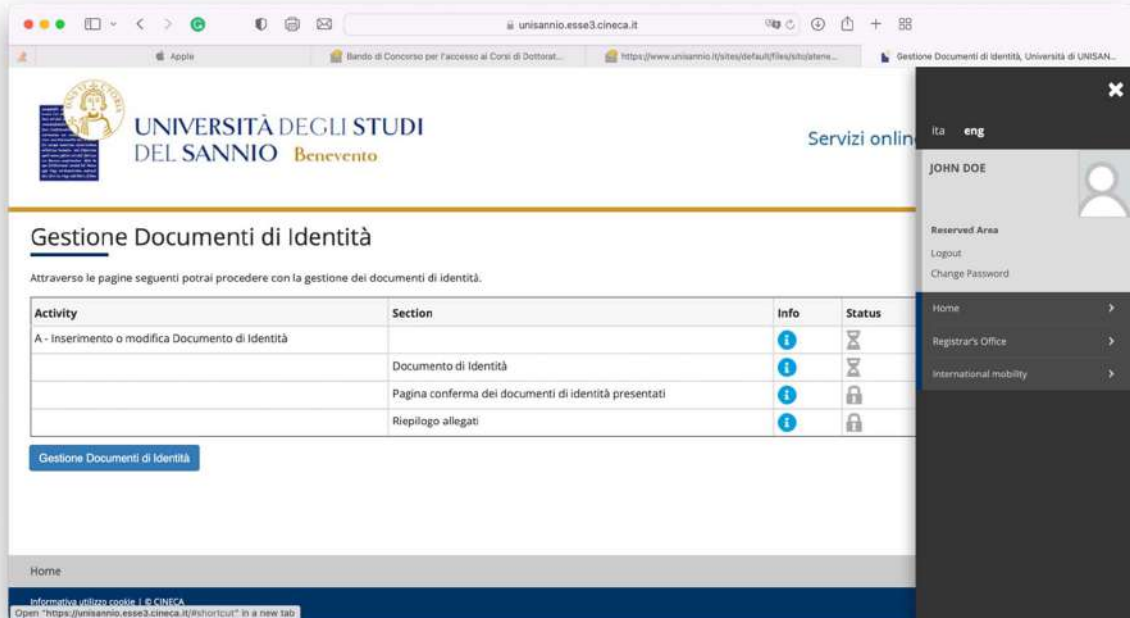 unisannio.esse3.cineca.it
Apple
Bando di Concorso per l'accesso ai Corsi di Dottorat...
https://www.unisannio.it/sites/default/files/sito/atene...
Gestione Documenti di Identità, Università di UNISAN...
UNIVERSITÀ DEGLI STUDI
DEL SANNIO Benevento
Servizi onlin
ita eng
JOHN DOE
Reserved Area
Logout
Change Password
Home
Registrar's Office
International mobility
Gestione Documenti di Identità
Attraverso le pagine seguenti potrai procedere con la gestione dei documenti di identità.
Activity Section Info Status
A - Inserimento o modifica Documento di Identità
Documento di Identità
Pagina conferma dei documenti di identità presentati
Riepilogo allegati
Gestione Documenti di Identità
Home
Informativa utilizzo cookie | © CINECA
Open "https://unisannio.esse3.cineca.it/#shortcut" in a new tab